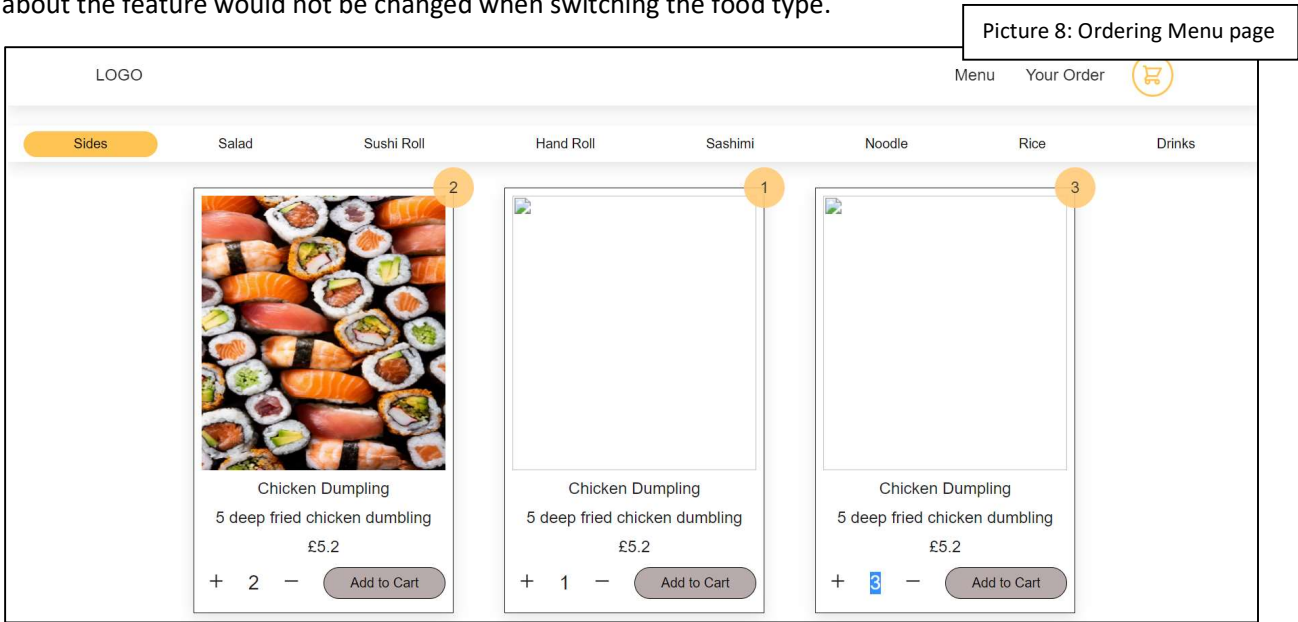 about the feature would not be changed when switching the food type.
Picture 8: Ordering Menu page
LOGO Menu Your Order
Sides Salad Sushi Roll Hand Roll Sashimi Noodle Rice Drinks
2 1 3
Chicken Dumpling Chicken Dumpling Chicken Dumpling
5 deep fried chicken dumbling 5 deep fried chicken dumbling 5 deep fried chicken dumbling
£5.2 £5.2 £5.2
+ 2 − Add to Cart + 1 − Add to Cart + 3 − Add to Cart